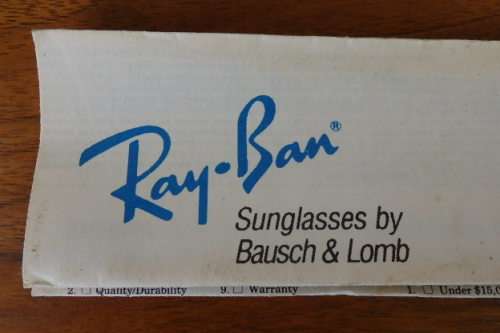 Ray-Ban®
Sunglasses by
Bausch & Lomb
2. ☐ Quality/Durability 9. ☐ Warranty 1. ☐ Under $15,0